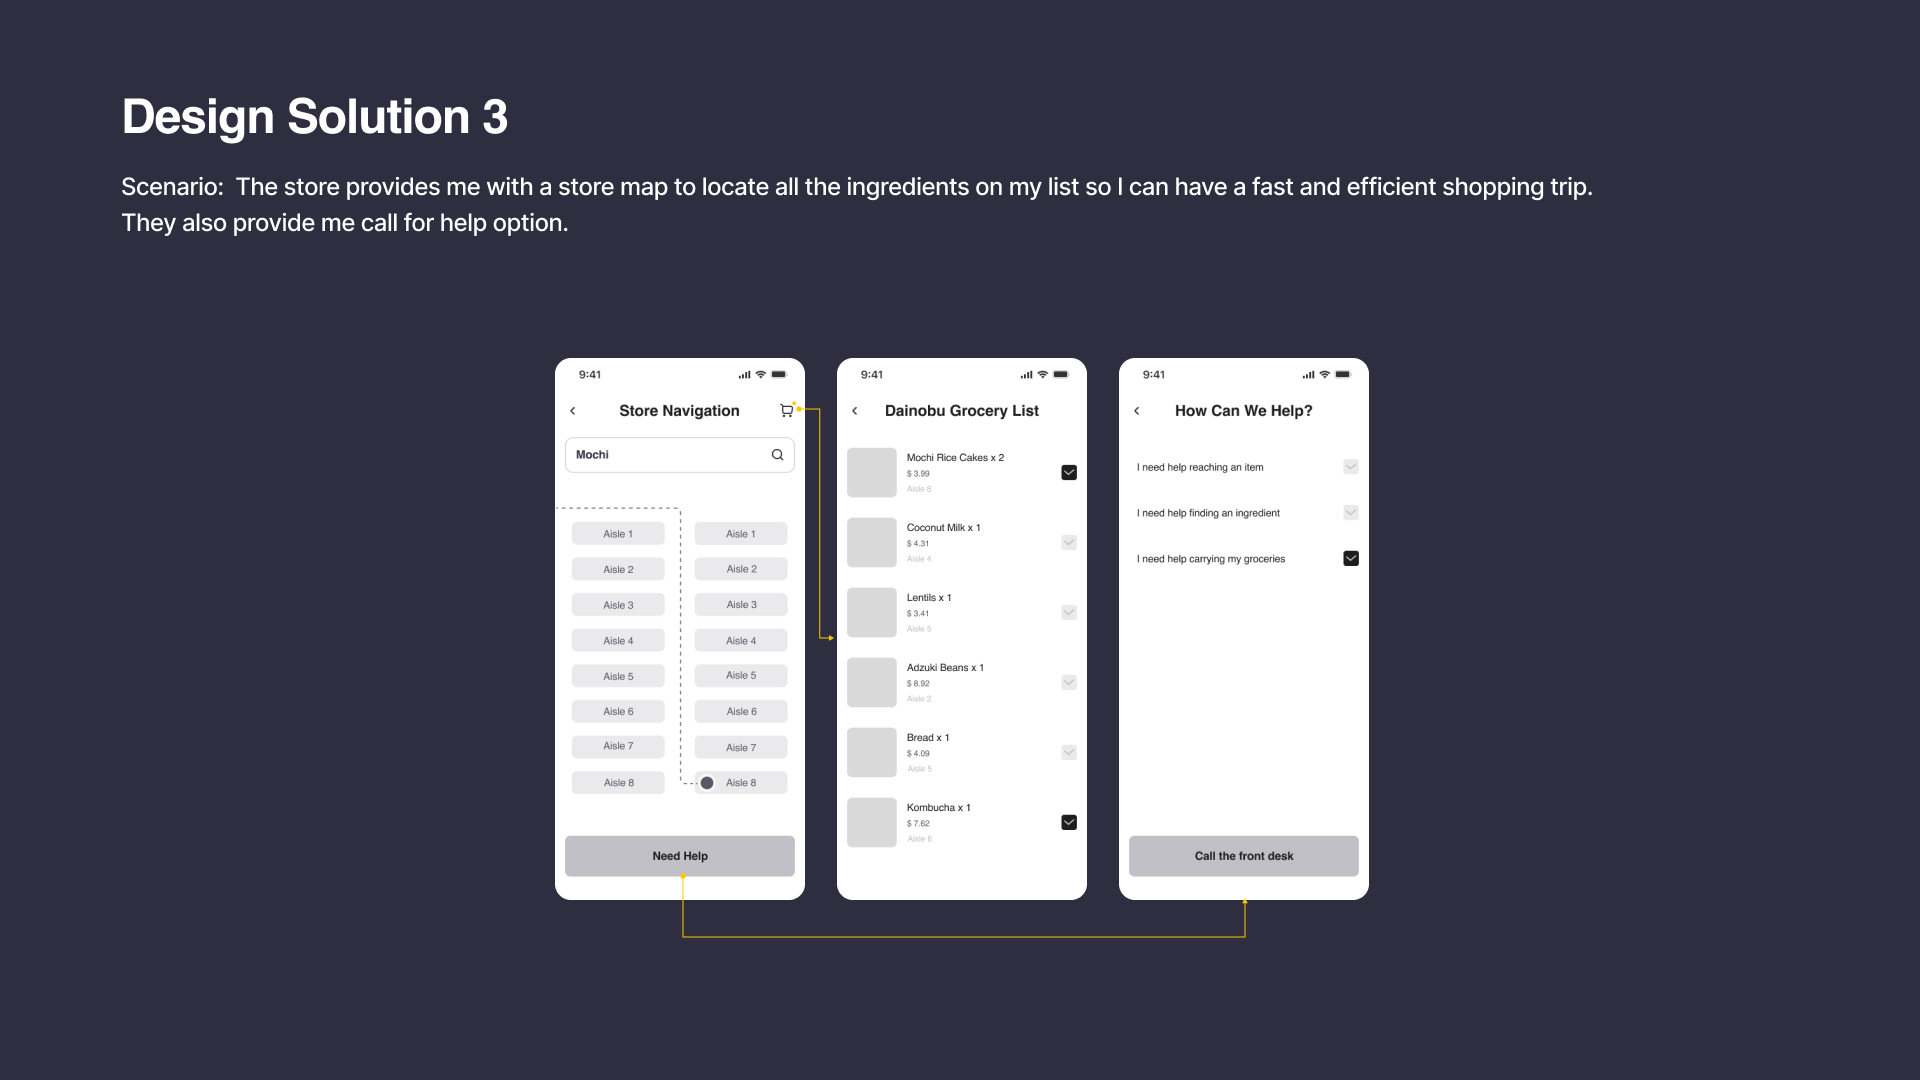 Design Solution 3
Scenario:  The store provides me with a store map to locate all the ingredients on my list so I can have a fast and efficient shopping trip.
They also provide me call for help option.
9:41
Store Navigation
Mochi
Aisle 1
Aisle 1
Aisle 2
Aisle 2
Aisle 3
Aisle 3
Aisle 4
Aisle 4
Aisle 5
Aisle 5
Aisle 6
Aisle 6
Aisle 7
Aisle 7
Aisle 8
Aisle 8
Need Help
9:41
Dainobu Grocery List
Mochi Rice Cakes x 2
$ 3.99
Aisle 8
Coconut Milk x 1
$ 4.31
Aisle 4
Lentils x 1
$ 3.41
Aisle 5
Adzuki Beans x 1
$ 8.92
Aisle 2
Bread x 1
$ 4.09
Aisle 5
Kombucha x 1
$ 7.62
Aisle 6
9:41
How Can We Help?
I need help reaching an item
I need help finding an ingredient
I need help carrying my groceries
Call the front desk